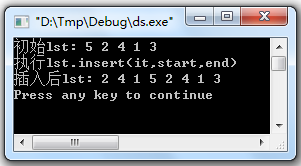 "D:\Tmp\Debug\ds.exe"
初始lst: 5 2 4 1 3
执行lst.insert(it,start,end)
插入后lst: 2 4 1 5 2 4 1 3
Press any key to continue